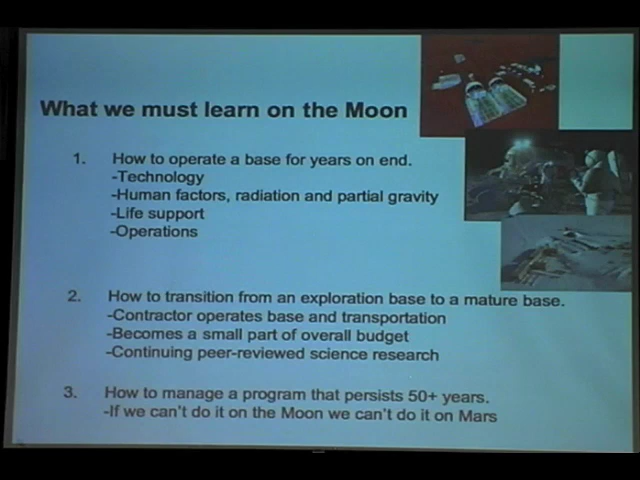 What we must learn on the Moon
1. How to operate a base for years on end.
-Technology
-Human factors, radiation and partial gravity
-Life support
-Operations
2. How to transition from an exploration base to a mature base.
-Contractor operates base and transportation
-Becomes a small part of overall budget
-Continuing peer-reviewed science research
3. How to manage a program that persists 50+ years.
-If we can't do it on the Moon we can't do it on Mars